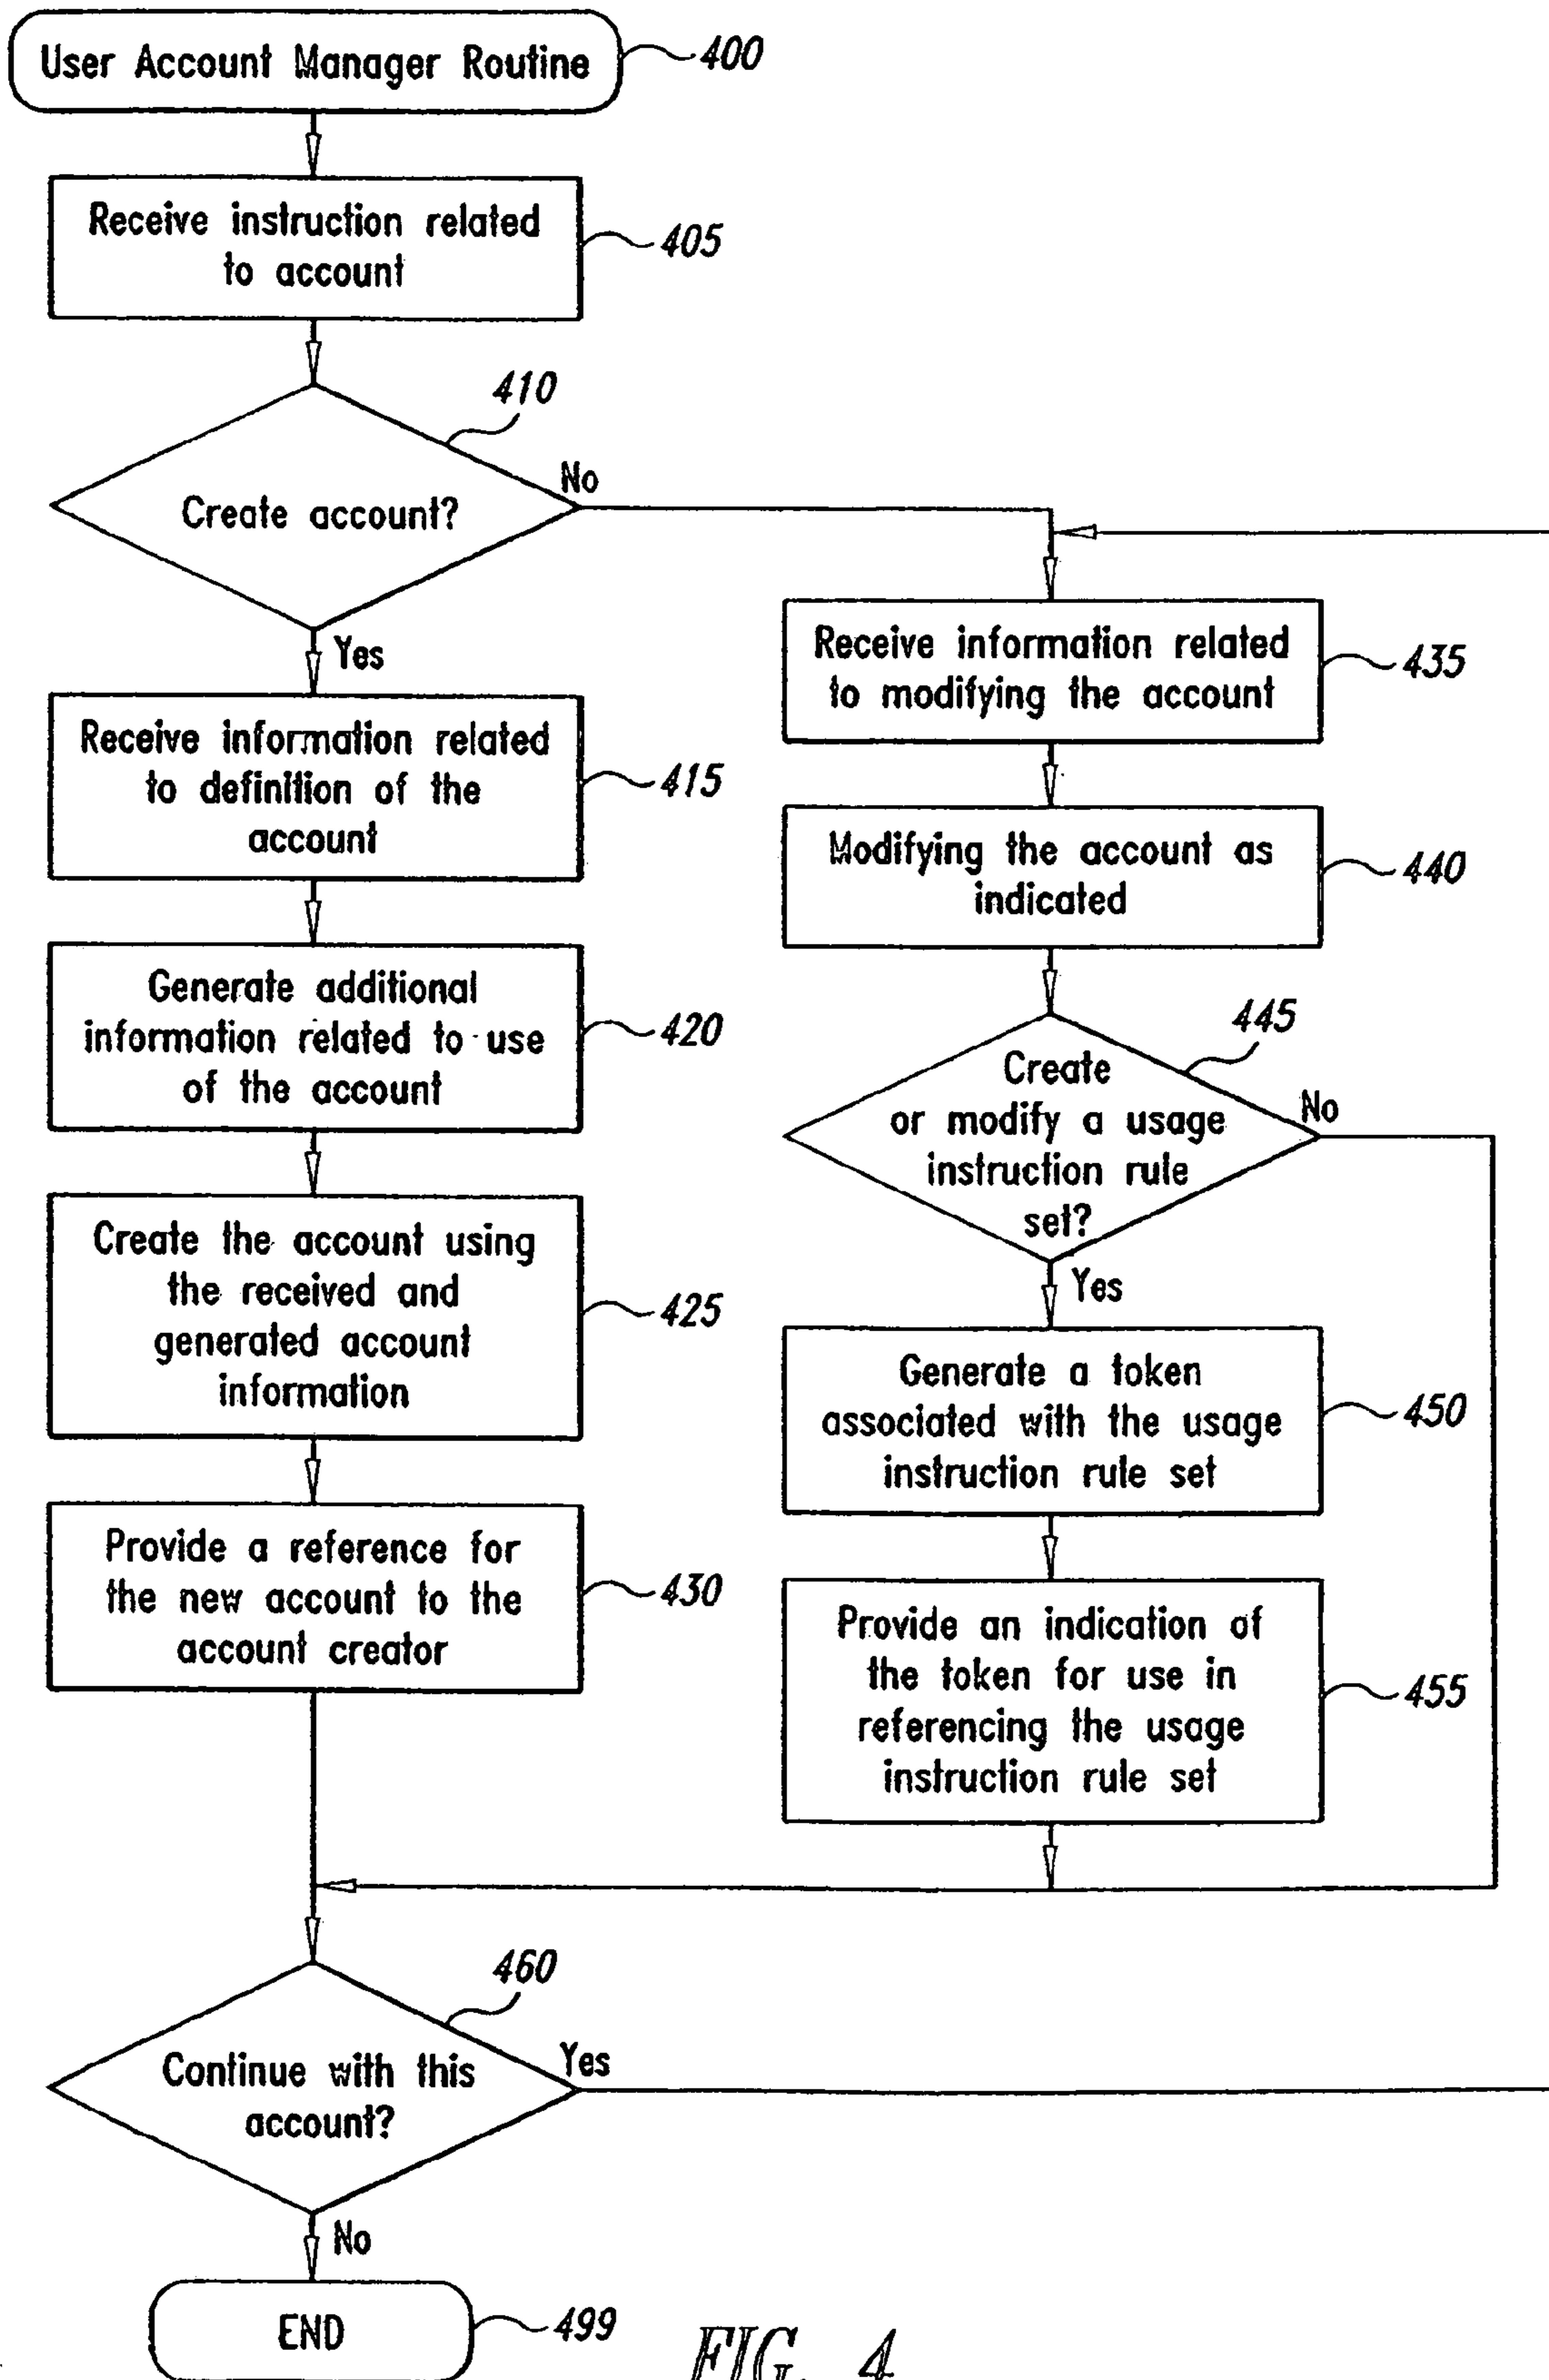 User Account Manager Routine
400
Receive instruction related
to account
405
410
Create account?
No
Yes
Receive information related
to definition of the
account
415
Generate additional
information related to use
of the account
420
Create the account using
the received and
generated account
information
425
Provide a reference for
the new account to the
account creator
430
Receive information related
to modifying the account
435
Modifying the account as
indicated
440
445
Create
or modify a usage
instruction rule
set?
No
Yes
Generate a token
associated with the usage
instruction rule set
450
Provide an indication of
the token for use in
referencing the usage
instruction rule set
455
460
Continue with this
account?
Yes
No
END
499
FIG. 4